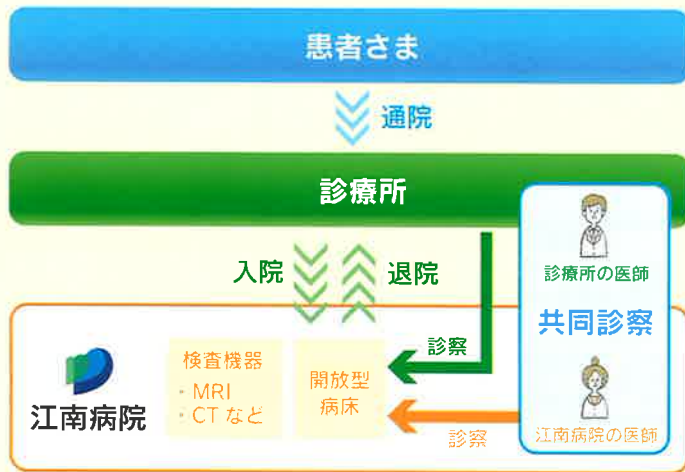 患者さま
通院
診療所
入院
退院
診療所の医師
共同診察
江南病院の医師
診察
診察
江南病院
検査機器
・MRI
・CTなど
開放型
病床